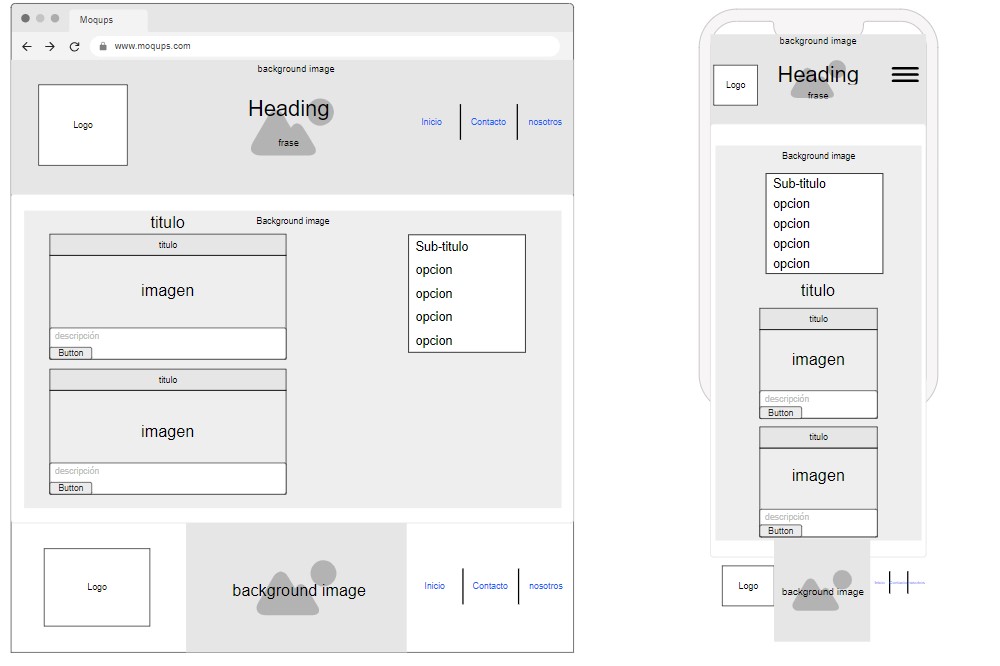 Moqups
www.moqups.com
background image
Logo
Heading
frase
Inicio
Contacto
nosotros
titulo
Background image
titulo
imagen
descripción
Button
titulo
imagen
descripción
Button
Sub-titulo
opcion
opcion
opcion
opcion
Logo
background image
Inicio
Contacto
nosotros
background image
Logo
Heading
frase
Background image
Sub-titulo
opcion
opcion
opcion
opcion
titulo
titulo
imagen
descripción
Button
titulo
imagen
descripción
Button
Logo
background image